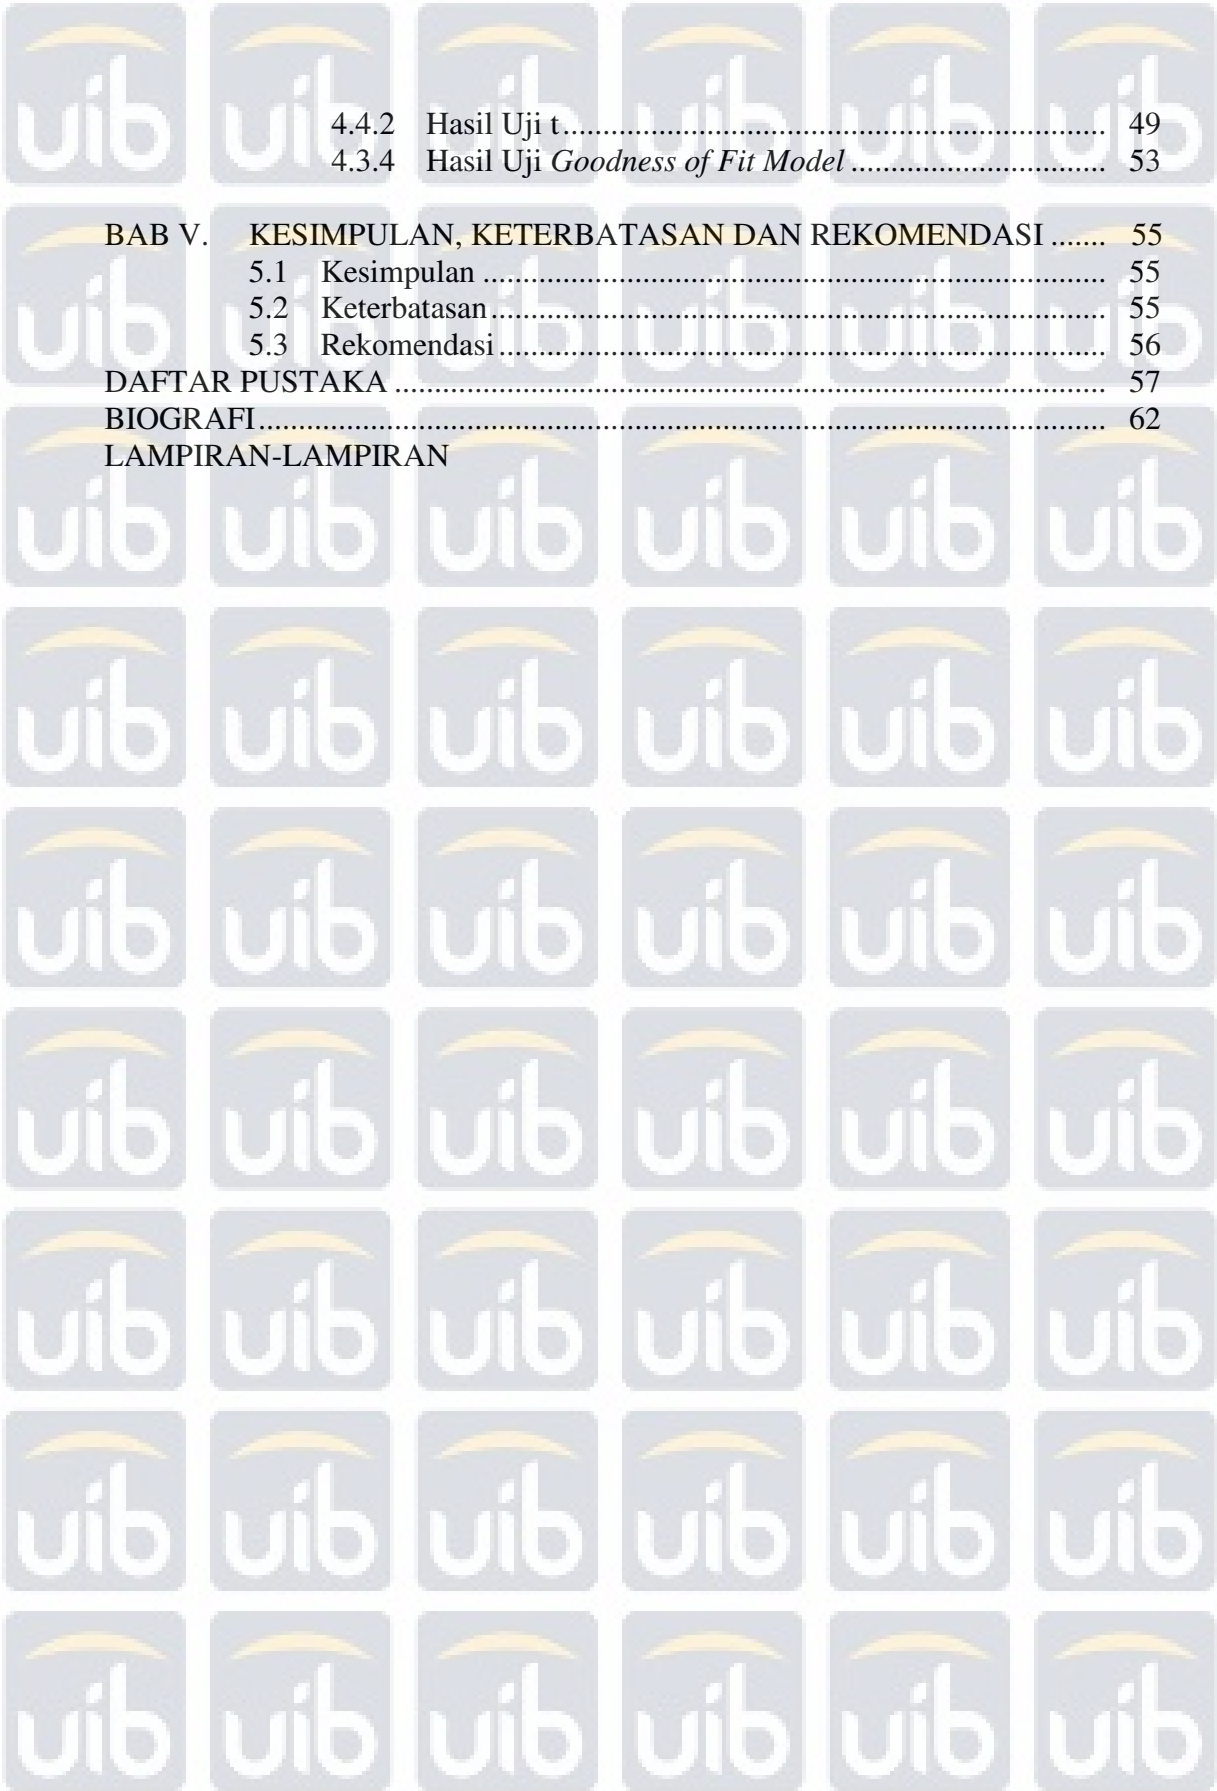 4.4.2 Hasil Uji t.................................................................... 49
4.3.4 Hasil Uji Goodness of Fit Model ................................ 53
BAB V. KESIMPULAN, KETERBATASAN DAN REKOMENDASI ....... 55
5.1 Kesimpulan .............................................................................. 55
5.2 Keterbatasan............................................................................. 55
5.3 Rekomendasi............................................................................ 56
DAFTAR PUSTAKA ......................................................................................... 57
BIOGRAFI.......................................................................................................... 62
LAMPIRAN-LAMPIRAN